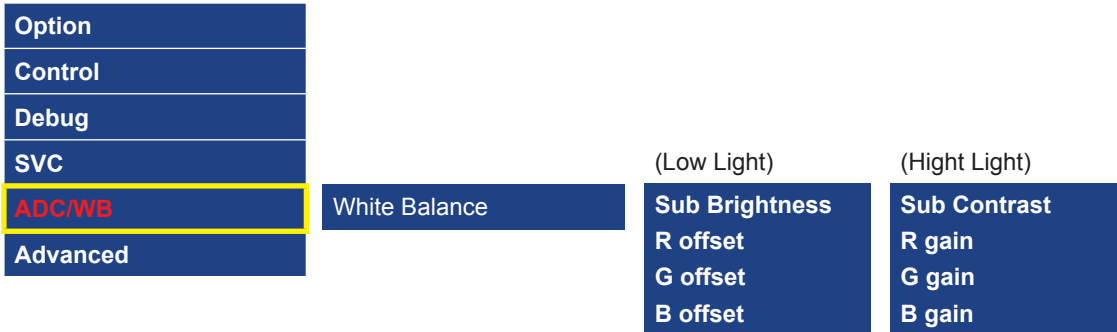 Option
Control
Debug
SVC
ADC/WB
Advanced
White Balance
(Low Light)
Sub Brightness
R offset
G offset
B offset
(Hight Light)
Sub Contrast
R gain
G gain
B gain